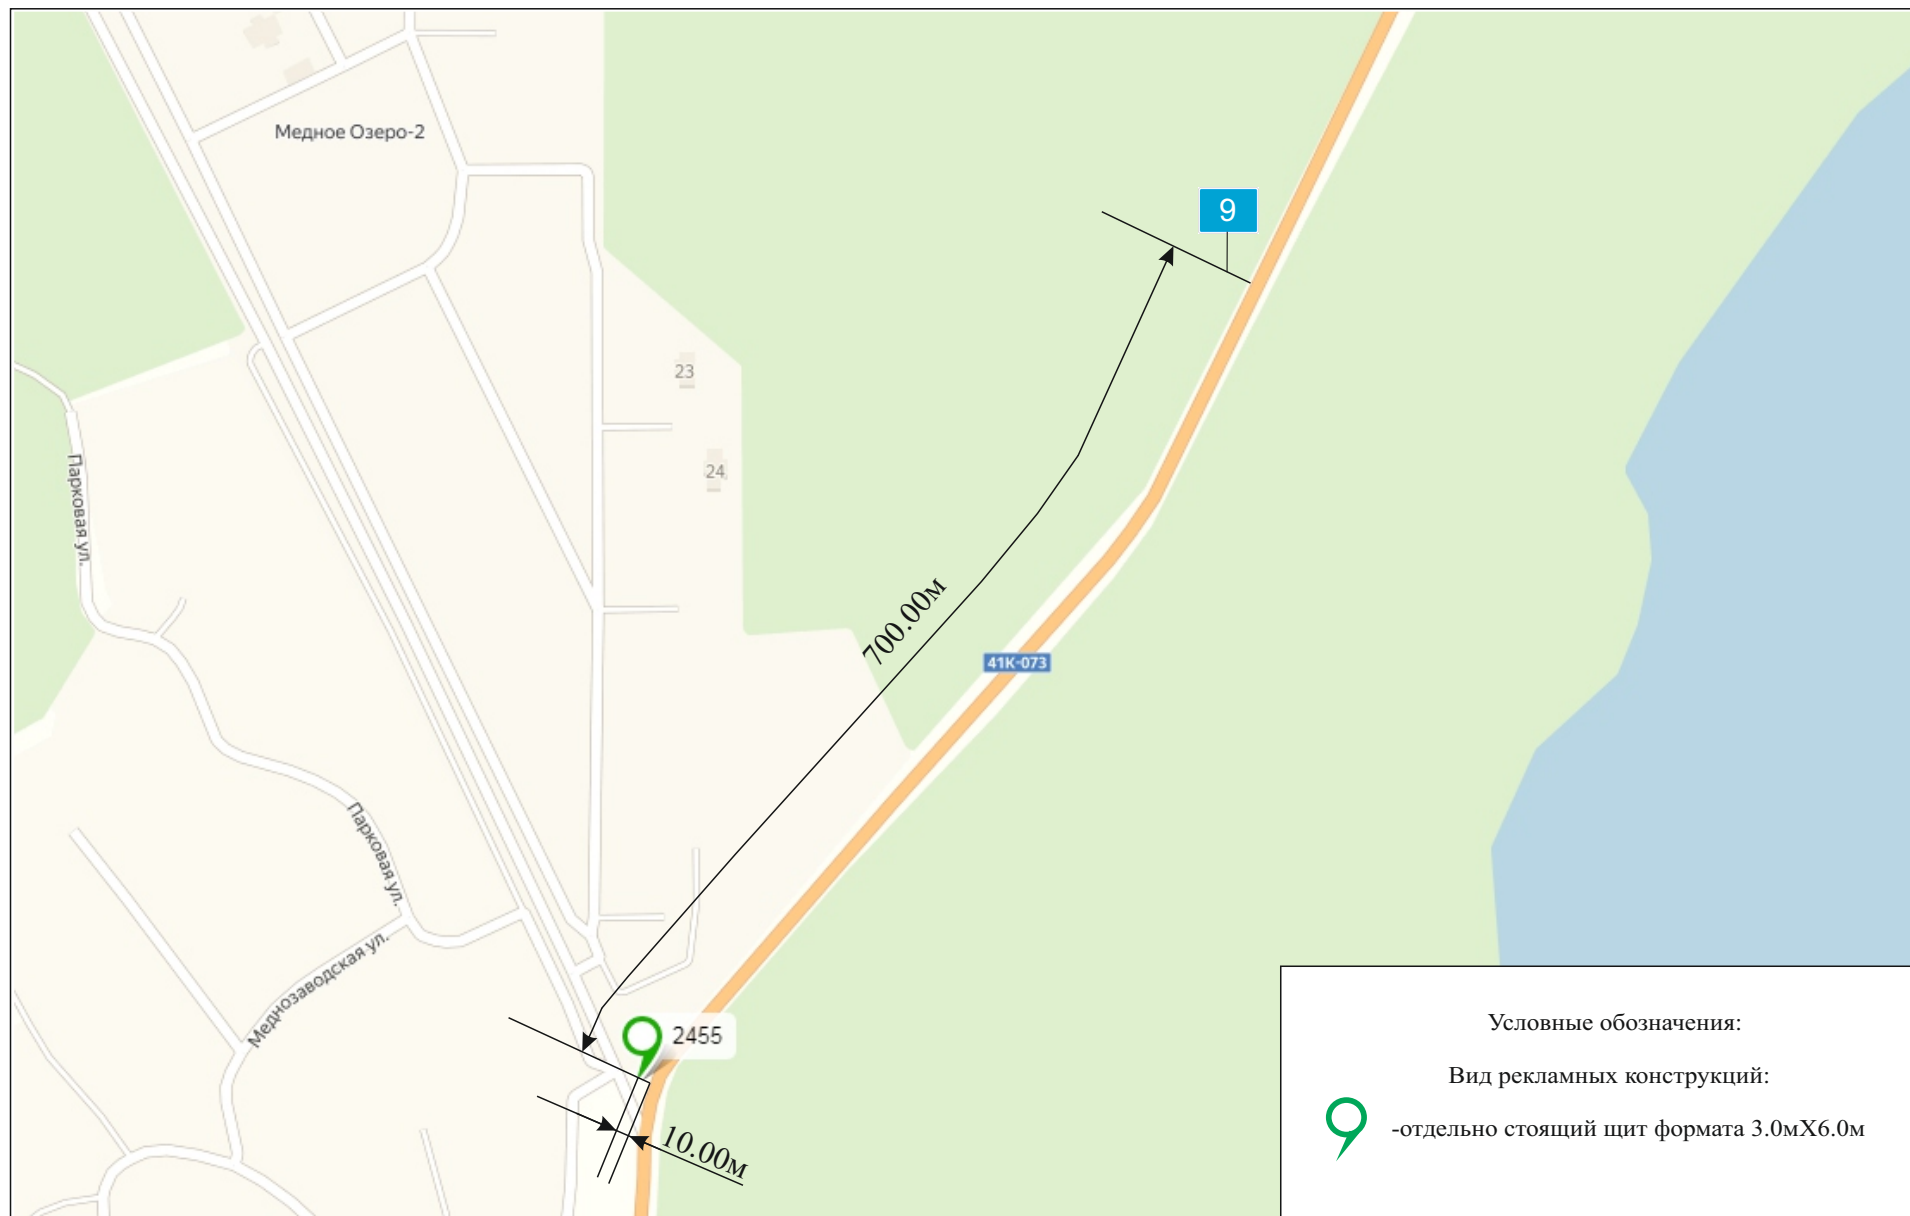 Медное Озеро-2
9
23
24
Парковая ул.
700.00м
41К-073
Парковая ул.
Меднозаводская ул.
2455
10.00м
Условные обозначения:
Вид рекламных конструкций:
-отдельно стоящий щит формата 3.0мХ6.0м